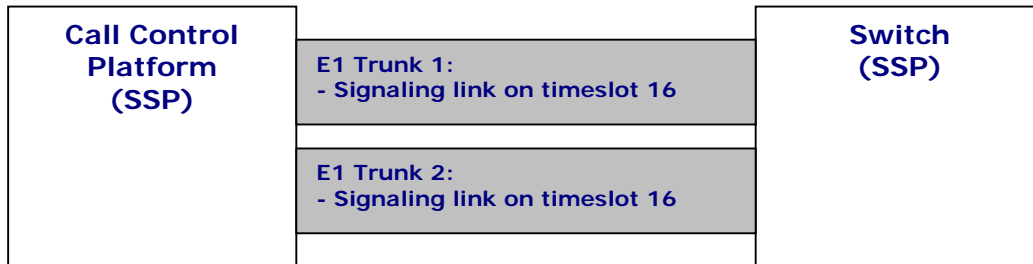 Call Control
Platform
(SSP)
E1 Trunk 1:
- Signaling link on timeslot 16
E1 Trunk 2:
- Signaling link on timeslot 16
Switch
(SSP)